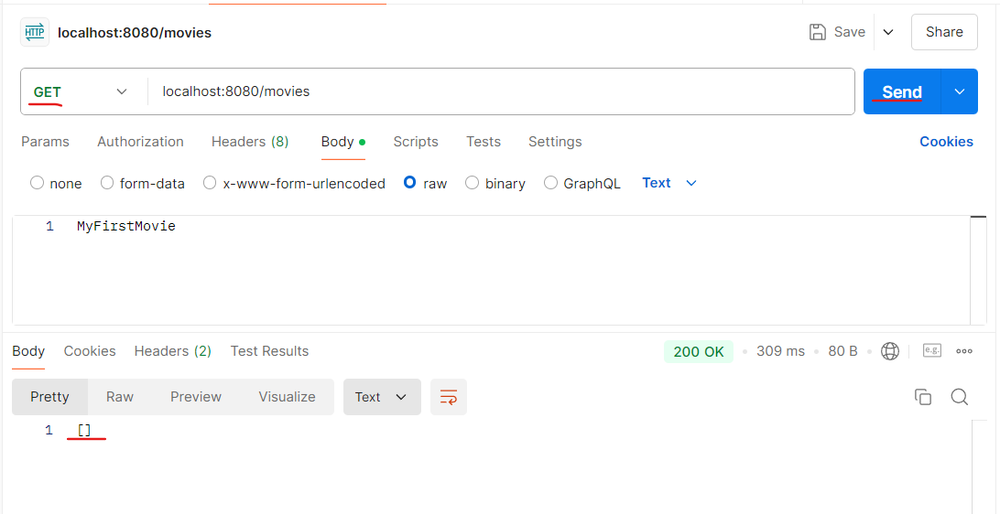 HTTP localhost:8080/movies Save Share
GET localhost:8080/movies Send
Params Authorization Headers (8) Body Scripts Tests Settings Cookies
none form-data x-www-form-urlencoded raw binary GraphQL Text
1 MyFirstMovie
Body Cookies Headers (2) Test Results 200 OK 309 ms 80 B e.g.
Pretty Raw Preview Visualize Text
1 []